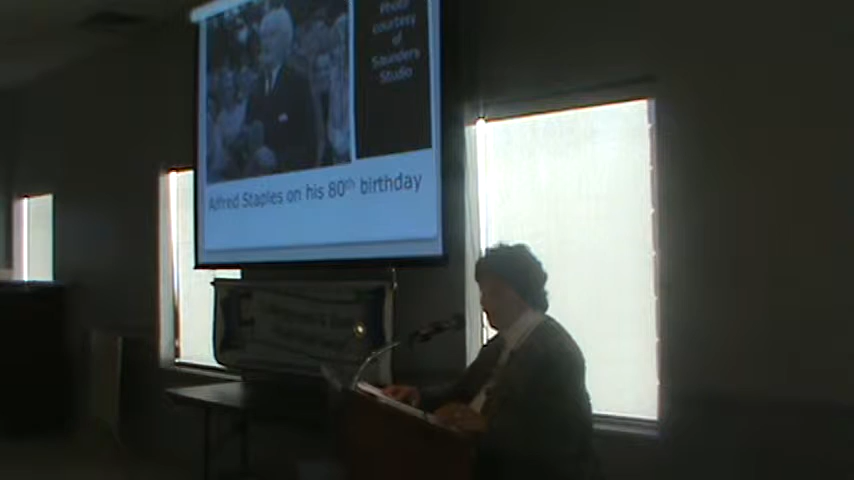 Photo
courtesy
of
Saunders
Studio
Alfred Staples on his 80th birthday